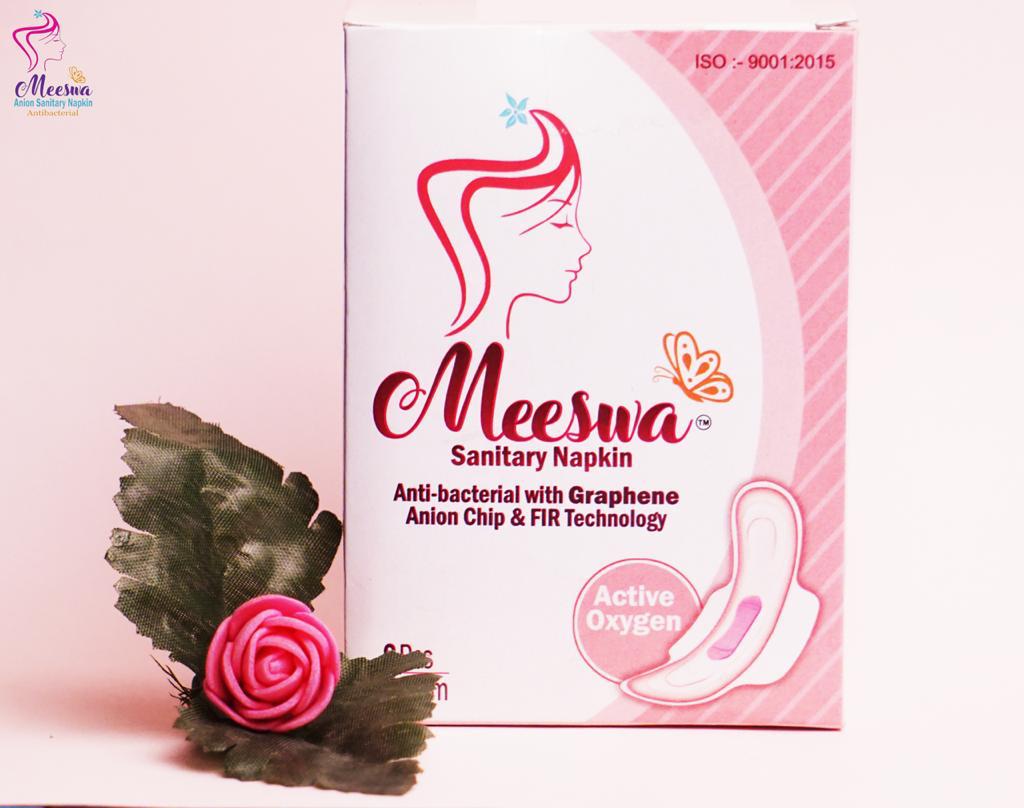 Meeswa
Anion Sanitary Napkin
Antibacterial
ISO :- 9001:2015
Meeswa TM
Sanitary Napkin
Anti-bacterial with Graphene
Anion Chip & FIR Technology
Active
Oxygen